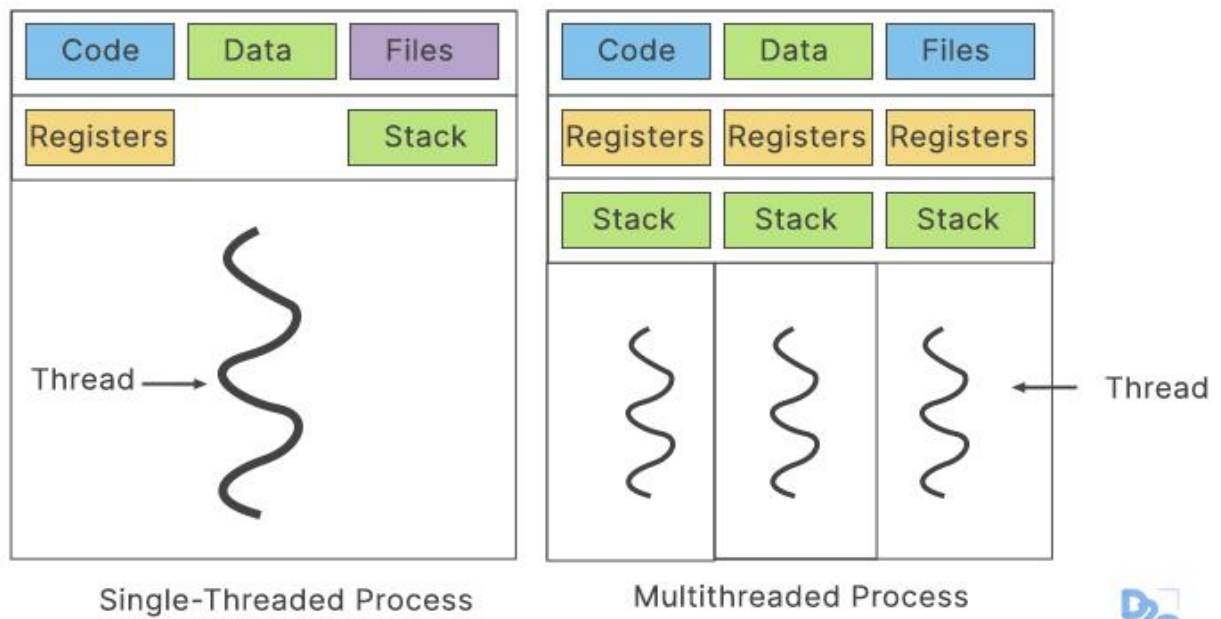 Code Data Files
Registers Stack
Thread
Single-Threaded Process
Code Data Files
Registers Registers Registers
Stack Stack Stack
Thread
Multithreaded Process